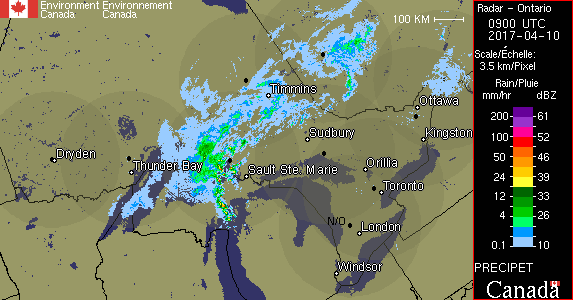 Environment Environnement
Canada Canada
100 KM
Timmins
Ottawa
Sudbury
Kingston
Dryden
Thunder Bay
Sault Ste. Marie
Orillia
Toronto
N/O
London
Windsor
Radar - Ontario
0900 UTC
2017-04-10
Scale/Échelle:
3.5 km/Pixel
Rain/Pluie
mm/hr dBZ
200 61
100 52
50 46
24 39
12 33
4 26
0.1 10
PRECIPET
Canada